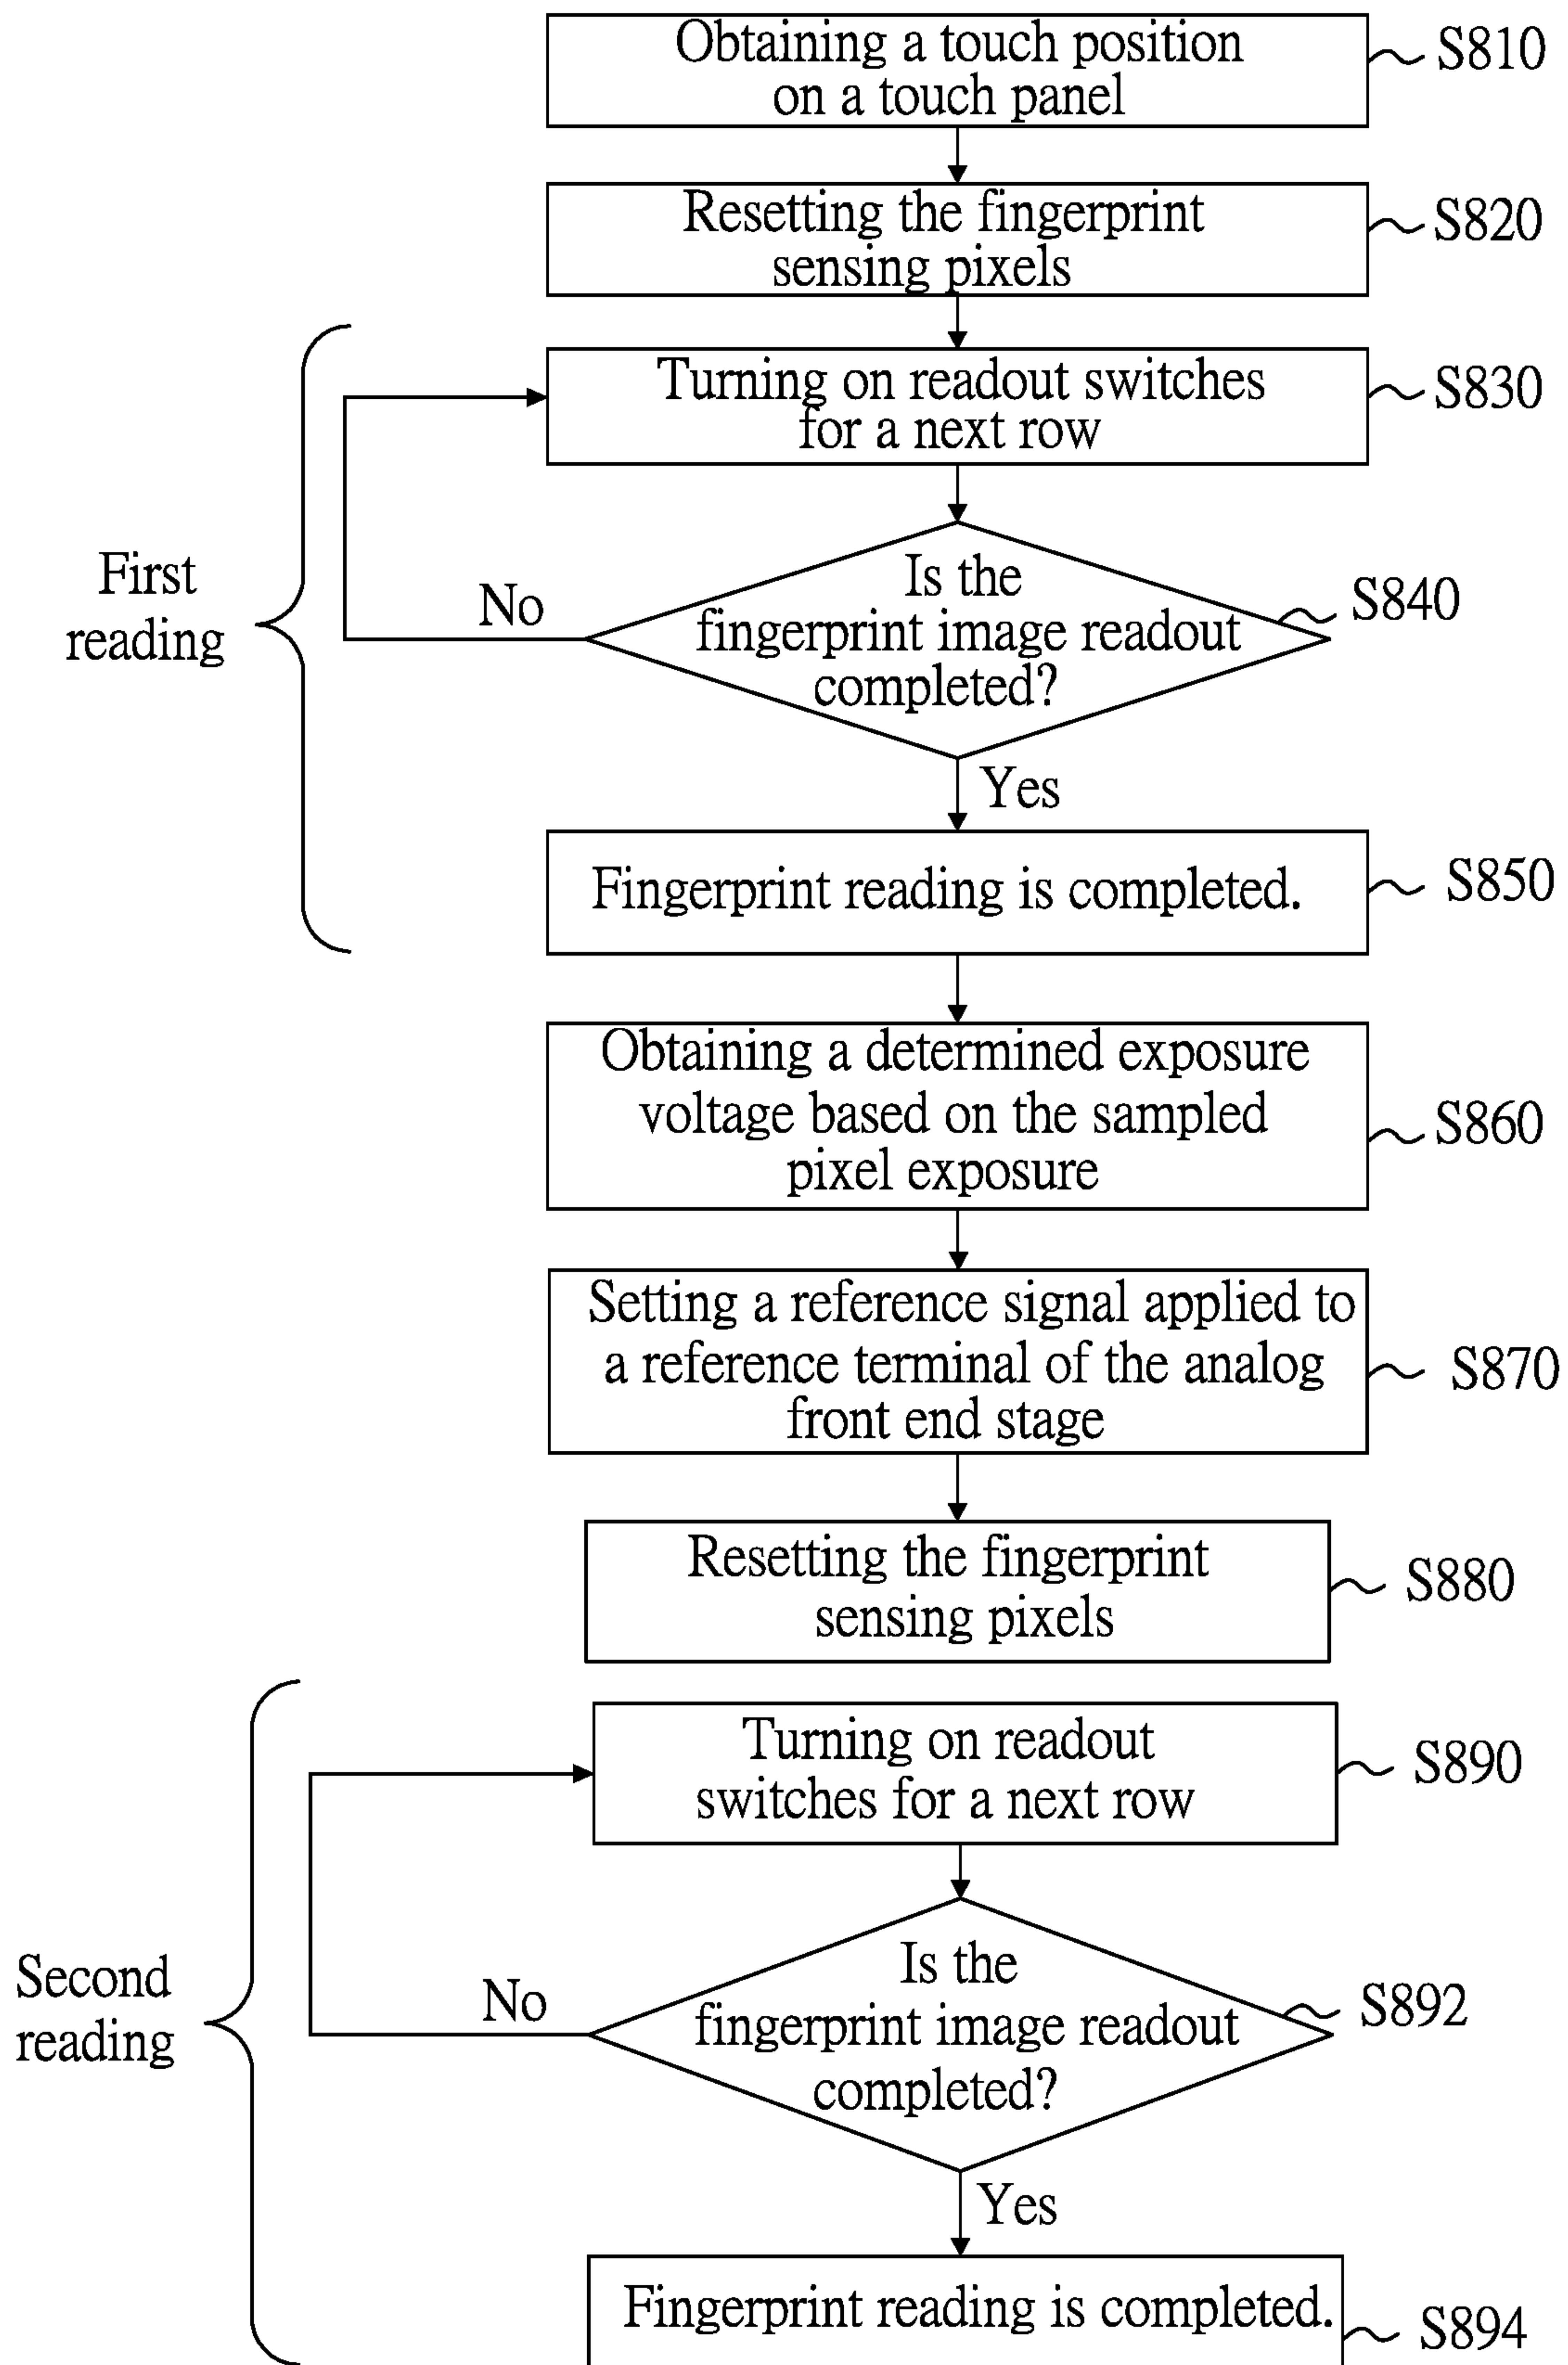 Obtaining a touch position
on a touch panel
S810
Resetting the fingerprint
sensing pixels
S820
Turning on readout switches
for a next row
S830
First
reading
No
Is the
fingerprint image readout
completed?
S840
Yes
Fingerprint reading is completed.
S850
Obtaining a determined exposure
voltage based on the sampled
pixel exposure
S860
Setting a reference signal applied to
a reference terminal of the analog
front end stage
S870
Resetting the fingerprint
sensing pixels
S880
Turning on readout
switches for a next row
S890
Second
reading
No
Is the
fingerprint image readout
completed?
S892
Yes
Fingerprint reading is completed.
S894